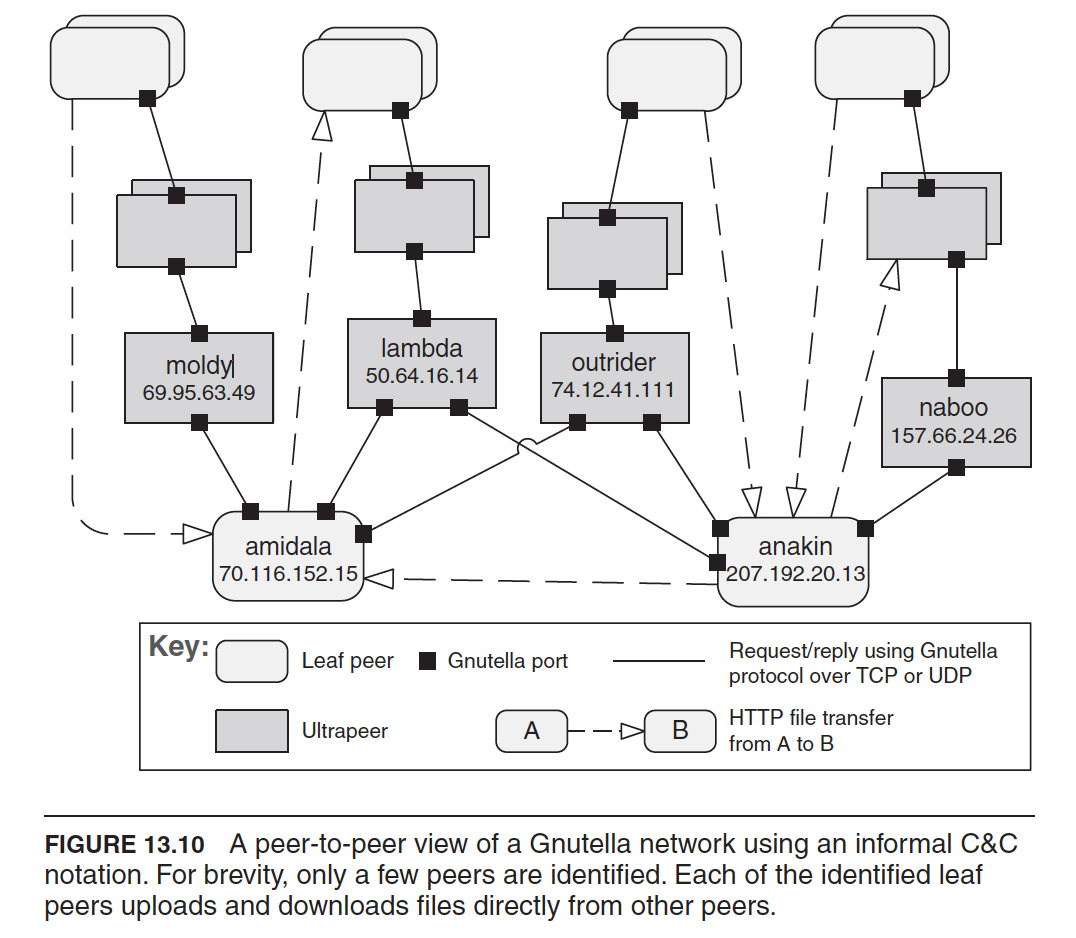 moldy
69.95.63.49
lambda
50.64.16.14
outrider
74.12.41.111
naboo
157.66.24.26
amidala
70.116.152.15
anakin
207.192.20.13
Key:
Leaf peer
Gnutella port
Request/reply using Gnutella
protocol over TCP or UDP
Ultrapeer
A
B
HTTP file transfer
from A to B
FIGURE 13.10 A peer-to-peer view of a Gnutella network using an informal C&C
notation. For brevity, only a few peers are identified. Each of the identified leaf
peers uploads and downloads files directly from other peers.